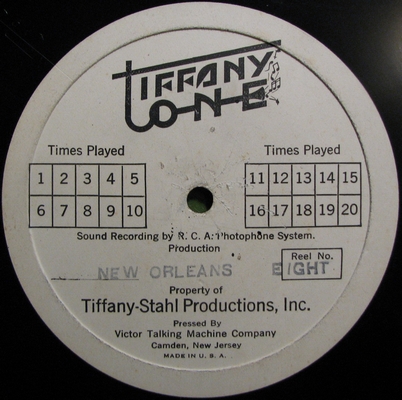 TIFFANY
TONE
Times Played
1 2 3 4 5
6 7 8 9 10
Times Played
11 12 13 14 15
16 17 18 19 20
Sound Recording by R. C. A. Photophone System.
Production
Reel No.
NEW ORLEANS EIGHT
Property of
Tiffany-Stahl Productions, Inc.
Pressed By
Victor Talking Machine Company
Camden, New Jersey
MADE IN U. S. A.